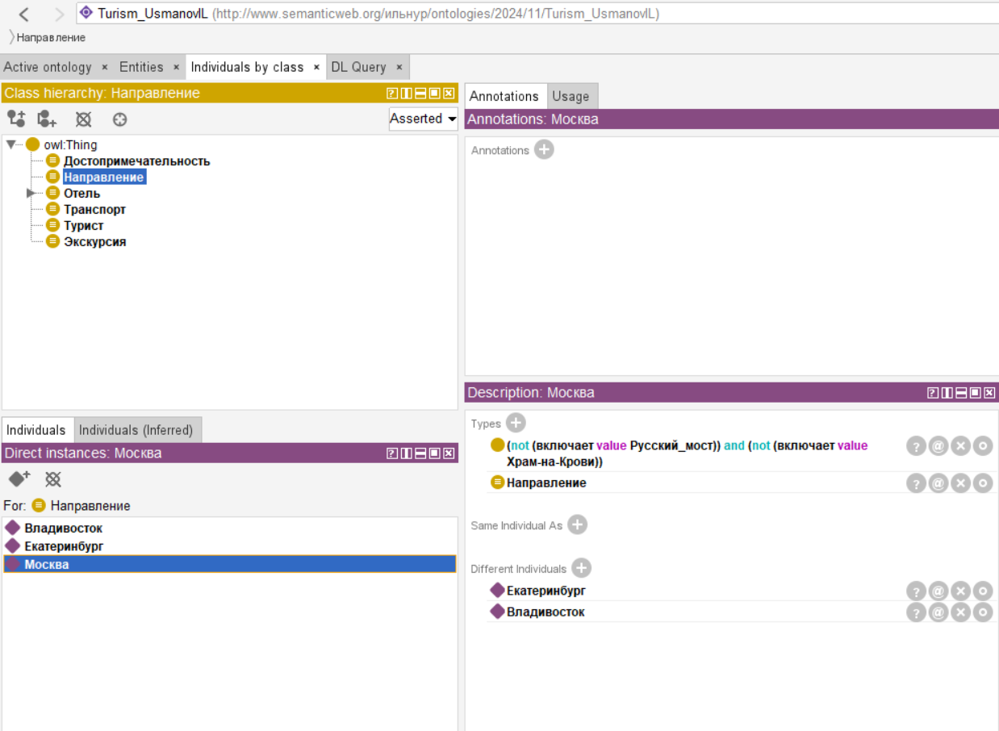 Turism_UsmanovIL (http://www.semanticweb.org/ильнур/ontologies/2024/11/Turism_UsmanovIL)
Направление
Active ontology × Entities × Individuals by class × DL Query ×
Class hierarchy: Направление
Asserted
owl:Thing
Достопримечательность
Направление
Отель
Транспорт
Турист
Экскурсия
Annotations Usage
Annotations: Москва
Annotations
Individuals Individuals (Inferred)
Direct instances: Москва
For: Направление
Владивосток
Екатеринбург
Москва
Description: Москва
Types
(not (включает value Русский_мост)) and (not (включает value
Храм-на-Крови))
Направление
Same Individual As
Different Individuals
Екатеринбург
Владивосток